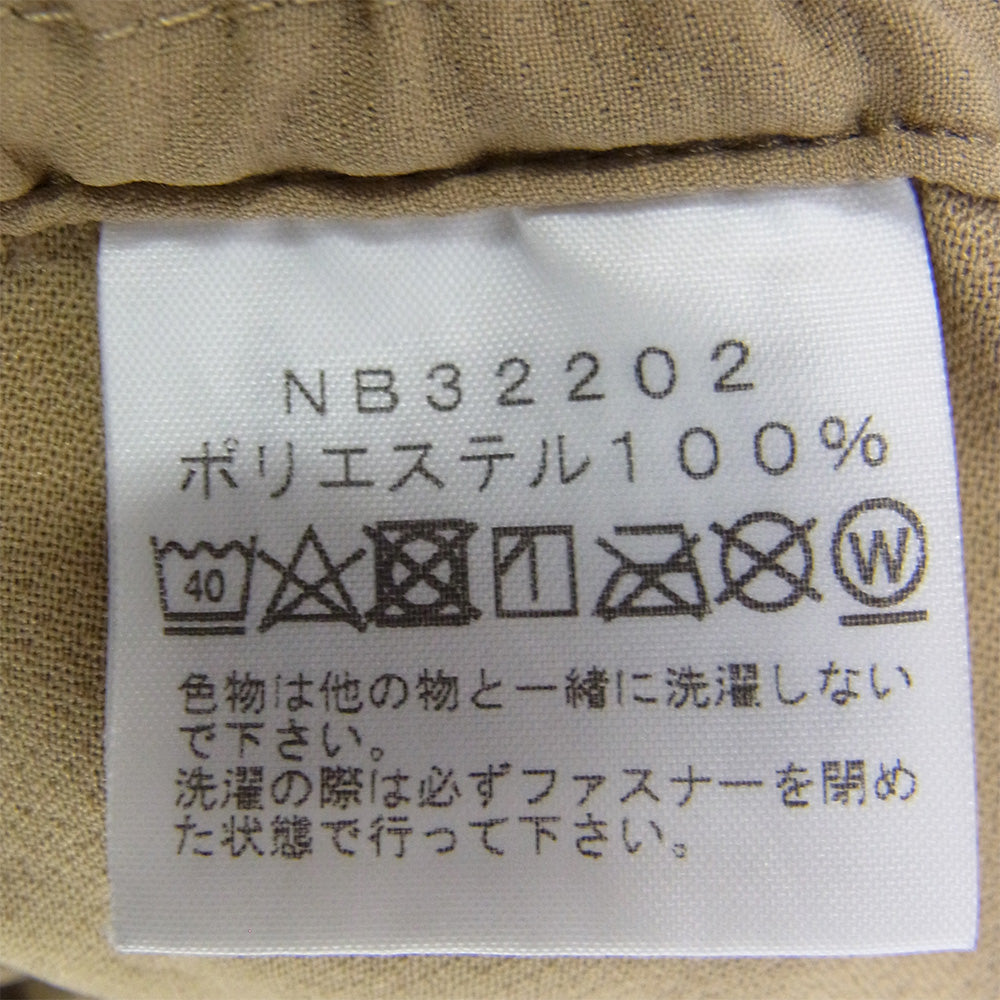 NB32202
ポリエステル100%
40 W
色物は他の物と一緒に洗濯しない
で下さい。
洗濯の際は必ずファスナーを閉め
た状態で行って下さい。